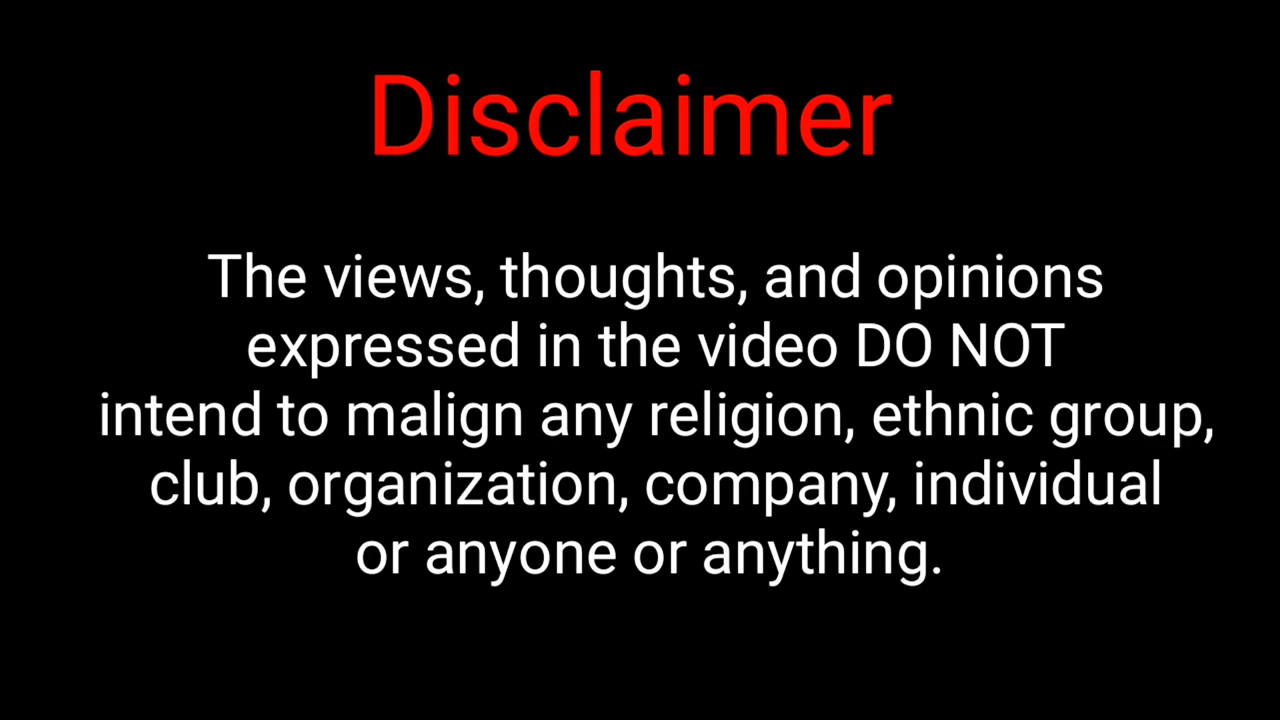 Disclaimer
The views, thoughts, and opinions
expressed in the video DO NOT
intend to malign any religion, ethnic group,
club, organization, company, individual
or anyone or anything.